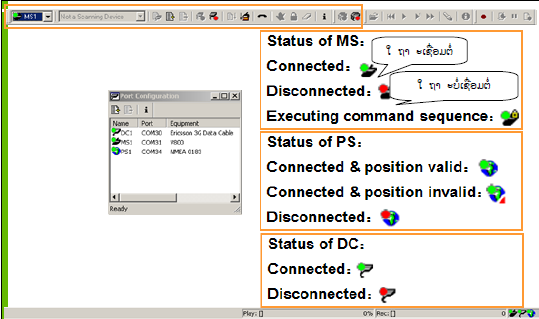 MS1 Not a Scanning Device
Status of MS:
ໃ ຖາ ະເຊື່ອມຕໍ່
Connected:
ໃ ຖາ ະບໍ່ເຊື່ອມຕໍ່
Disconnected:
Executing command sequence:
Port Configuration
Name Port Equipment
DC1 COM30 Ericsson 3G Data Cable
MS1 COM31 V800
PS1 COM34 NMEA 0183
Ready
Status of PS:
Connected & position valid:
Connected & position invalid:
Disconnected:
Status of DC:
Connected:
Disconnected:
Play: [] 0% Rec: [] 0